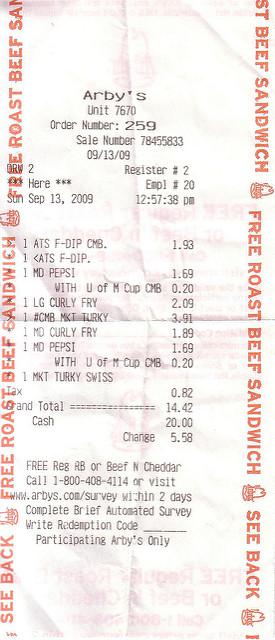 Arby's
Unit 7670
Order Number: 259
Sale Number 78455833
09/13/09
DRW 2 Register # 2
*** Here *** Empl # 20
Sun Sep 13, 2009 12:57:38 pm
1 ATS F-DIP CMB. 1.93
1 <ATS F-DIP.
1 MD PEPSI 1.69
WITH U of M Cup CMB 0.20
1 LG CURLY FRY 2.09
1 #CMB MKT TURKY 3.91
1 MD CURLY FRY 1.89
1 MD PEPSI 1.69
WITH U of M Cup CMB 0.20
1 MKT TURKY SWISS
Tax 0.82
Grand Total =============== 14.42
Cash 20.00
Change 5.58
FREE Reg RB or Beef N Cheddar
Call 1-800-408-4114 or visit
www.arbys.com/survey within 2 days
Complete Brief Automated Survey
Write Redemption Code ______
Participating Arby's Only
FREE ROAST BEEF SAN
SEE BACK FREE ROAST BEEF SANDWICH
SEE
ST BEEF SANDWICH
FREE ROAST BEEF SANDWICH
SEE BACK